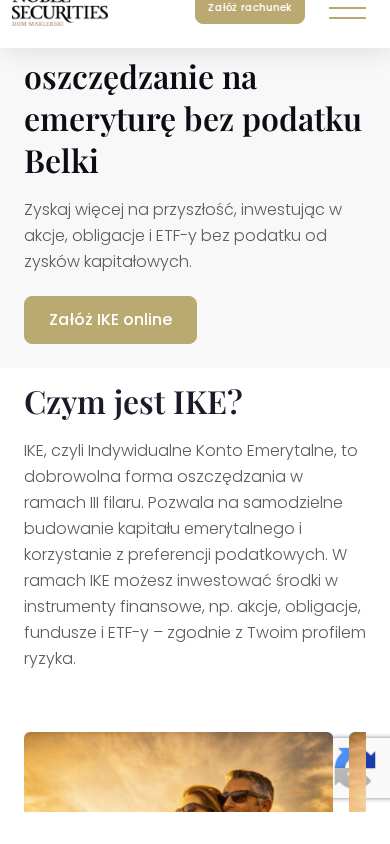 NOBLE
SECURITIES
DOM MAKLERSKI
Załóż rachunek
oszczędzanie na
emeryturę bez podatku
Belki
Zyskaj więcej na przyszłość, inwestując w
akcje, obligacje i ETF-y bez podatku od
zysków kapitałowych.
Załóż IKE online
Czym jest IKE?
IKE, czyli Indywidualne Konto Emerytalne, to
dobrowolna forma oszczędzania w
ramach III filaru. Pozwala na samodzielne
budowanie kapitału emerytalnego i
korzystanie z preferencji podatkowych. W
ramach IKE możesz inwestować środki w
instrumenty finansowe, np. akcje, obligacje,
fundusze i ETF-y – zgodnie z Twoim profilem
ryzyka.